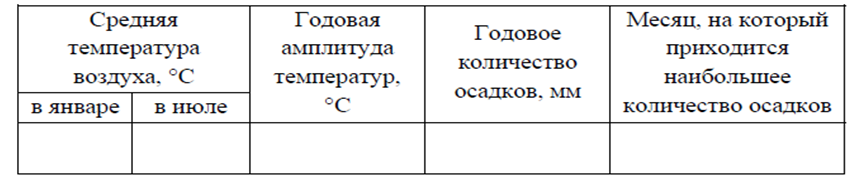 Средняя
температура
воздуха, °С
в январе
в июле
Годовая
амплитуда
температур,
°С
Годовое
количество
осадков, мм
Месяц, на который
приходится
наибольшее
количество осадков